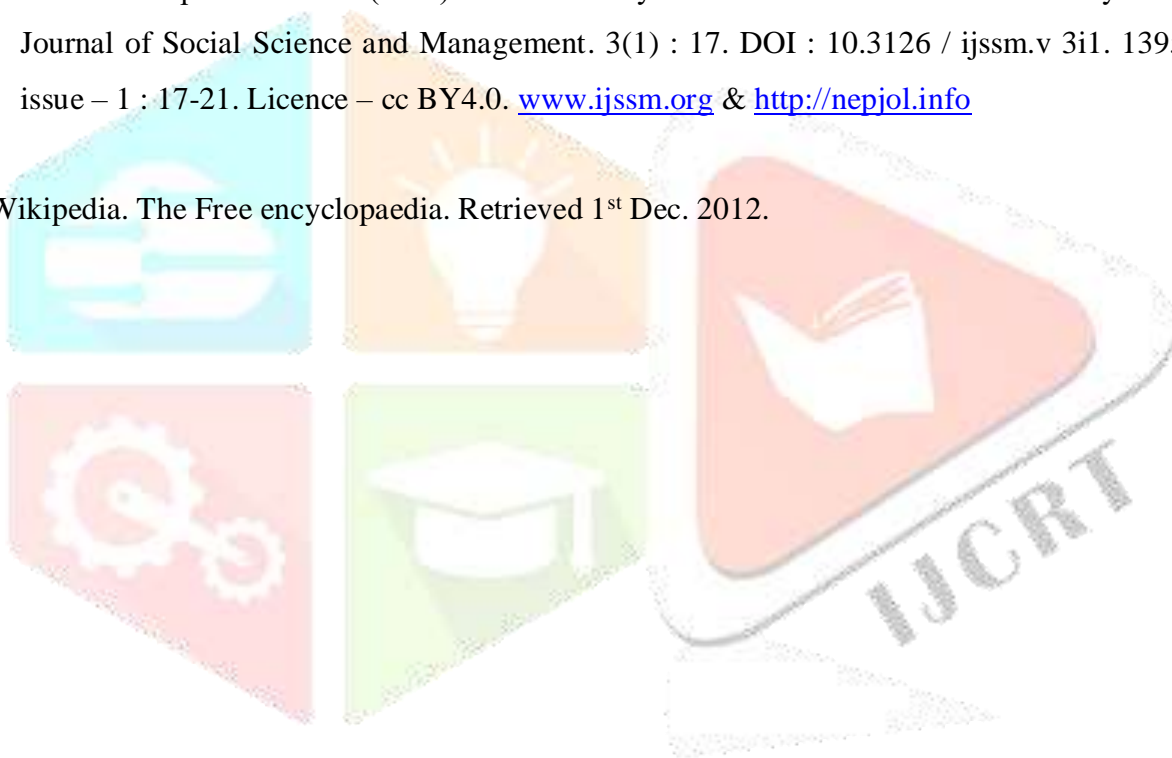 Journal of Social Science and Management. 3(1) : 17. DOI : 10.3126 / ijssm.v 3i1. 139
issue – 1 : 17-21. Licence – cc BY4.0. www.ijssm.org & http://nepjol.info
Wikipedia. The Free encyclopaedia. Retrieved 1st Dec. 2012.
IJCRT